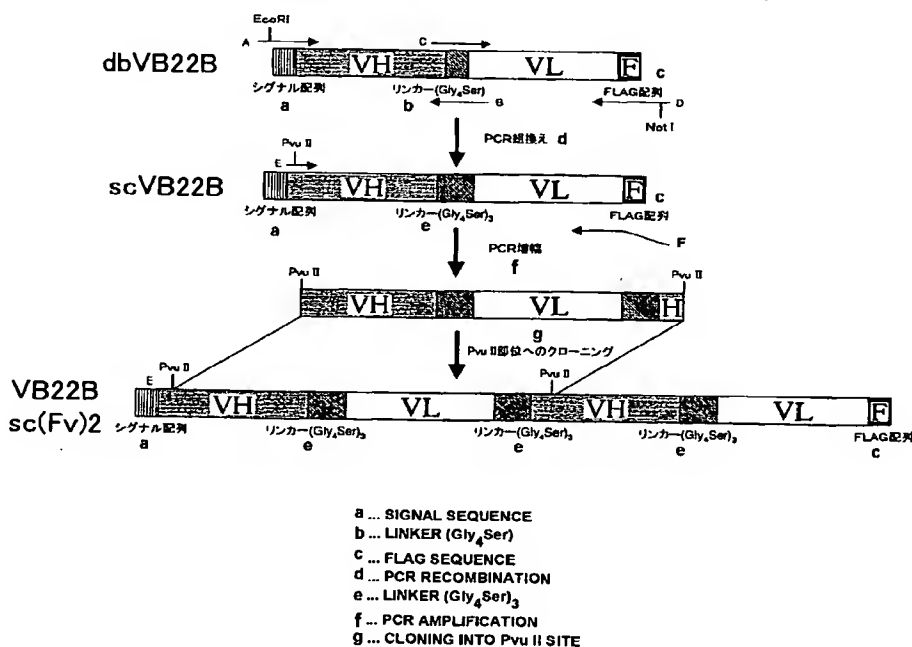 EcoRI
A
C
dbVB22B
VH
VL
F
c
シグナル配列
リンカー(Gly4Ser)
B
FLAG配列
D
a
b
Not I
PCR組換え d
Pvu II
E
scVB22B
VH
VL
F
c
シグナル配列
リンカー(Gly4Ser)3
FLAG配列
a
e
F
PCR増幅
f
Pvu II
Pvu II
VH
VL
H
g
Pvu II部位へのクローニング
VB22B
sc(Fv)2
E
Pvu II
Pvu II
VH
VL
VH
VL
F
シグナル配列
リンカー(Gly4Ser)3
リンカー(Gly4Ser)3
リンカー(Gly4Ser)3
FLAG配列
a
e
e
e
c
a ... SIGNAL SEQUENCE
b ... LINKER (Gly4Ser)
c ... FLAG SEQUENCE
d ... PCR RECOMBINATION
e ... LINKER (Gly4Ser)3
f ... PCR AMPLIFICATION
g ... CLONING INTO Pvu II SITE